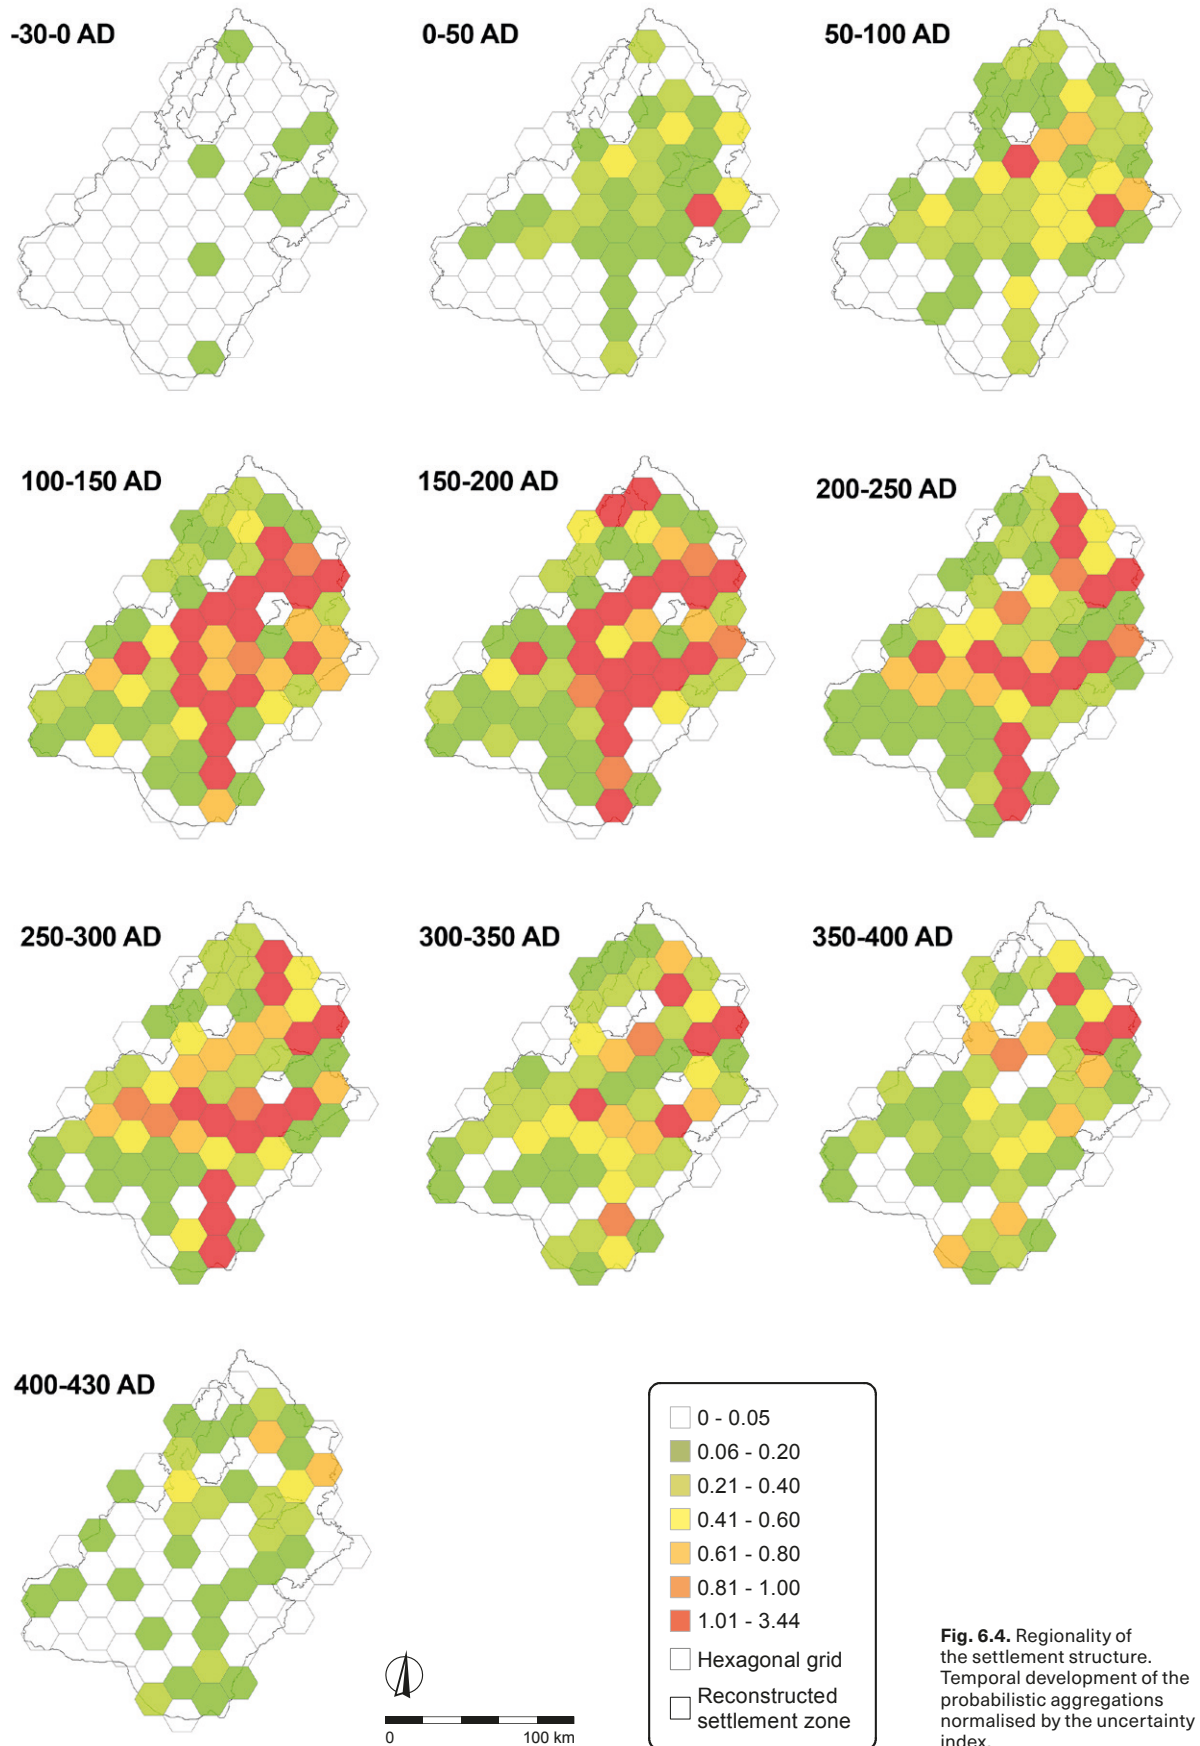 -30-0 AD
0-50 AD
50-100 AD
100-150 AD
150-200 AD
200-250 AD
250-300 AD
300-350 AD
350-400 AD
400-430 AD
0 - 0.05
0.06 - 0.20
0.21 - 0.40
0.41 - 0.60
0.61 - 0.80
0.81 - 1.00
1.01 - 3.44
Hexagonal grid
Reconstructed
settlement zone
0 100 km
Fig. 6.4. Regionality of
the settlement structure.
Temporal development of the
probabilistic aggregations
normalised by the uncertainty
index.